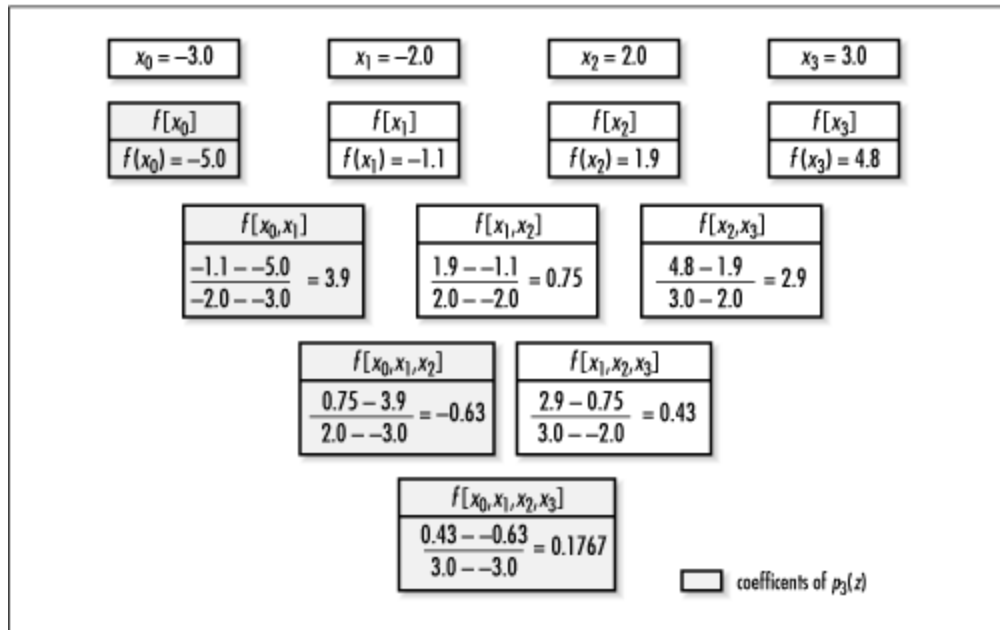 x₀ = –3.0 x₁ = –2.0 x₂ = 2.0 x₃ = 3.0
f[x₀] f[x₁] f[x₂] f[x₃]
f(x₀) = –5.0 f(x₁) = –1.1 f(x₂) = 1.9 f(x₃) = 4.8
f[x₀,x₁] f[x₁,x₂] f[x₂,x₃]
–1.1 – –5.0 1.9 – –1.1 4.8 – 1.9
= 3.9 = 0.75 = 2.9
–2.0 – –3.0 2.0 – –2.0 3.0 – 2.0
f[x₀,x₁,x₂] f[x₁,x₂,x₃]
0.75 – 3.9 2.9 – 0.75
= –0.63 = 0.43
2.0 – –3.0 3.0 – –2.0
f[x₀,x₁,x₂,x₃]
0.43 – –0.63
= 0.1767
3.0 – –3.0
coefficents of p₃(z)